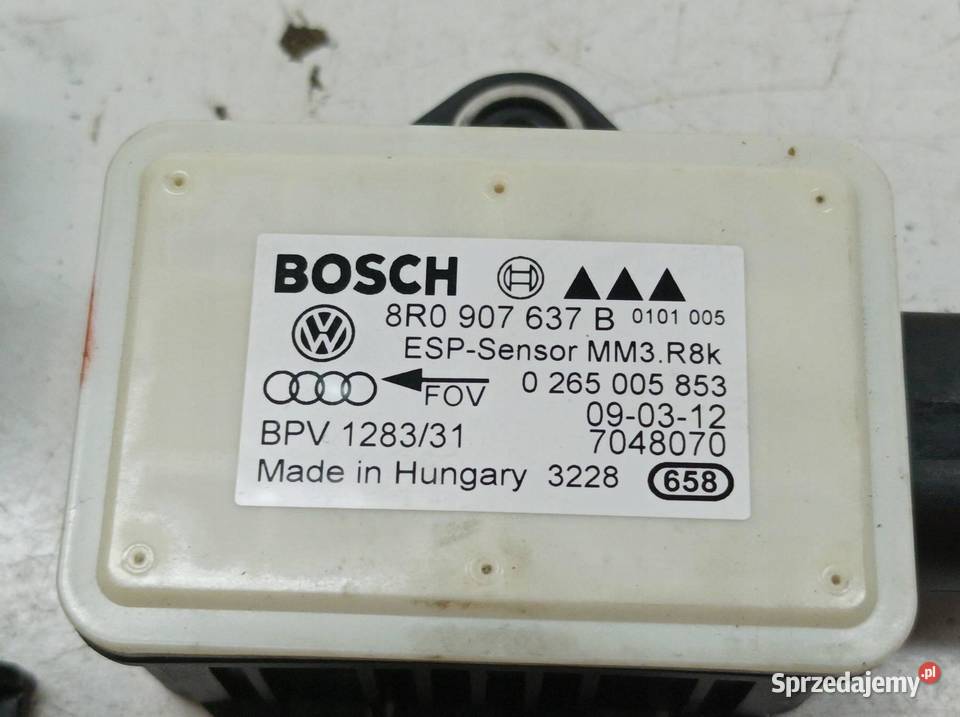 BOSCH
8R0 907 637 B 0101 005
ESP-Sensor MM3.R8k
FOV 0 265 005 853
09-03-12
BPV 1283/31 7048070
Made in Hungary 3228 658
Sprzedajemy.pl